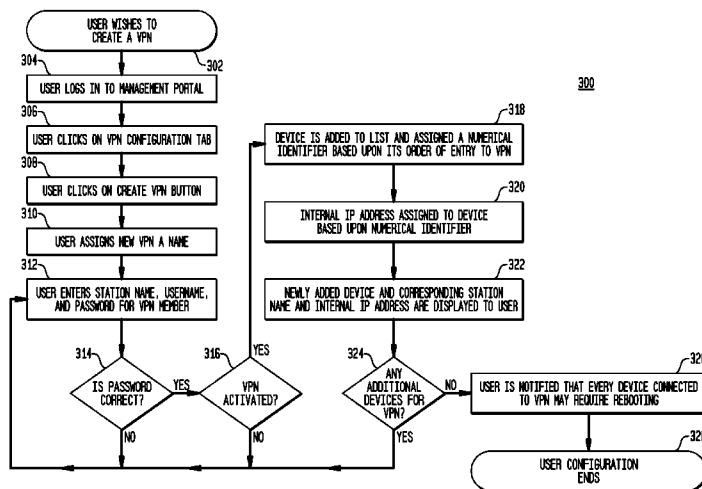 USER WISHES TO
CREATE A VPN
302
304
USER LOGS IN TO MANAGEMENT PORTAL
306
USER CLICKS ON VPN CONFIGURATION TAB
308
USER CLICKS ON CREATE VPN BUTTON
310
USER ASSIGNS NEW VPN A NAME
312
USER ENTERS STATION NAME, USERNAME,
AND PASSWORD FOR VPN MEMBER
314
IS PASSWORD
CORRECT?
YES
NO
316
VPN
ACTIVATED?
YES
NO
300
318
DEVICE IS ADDED TO LIST AND ASSIGNED A NUMERICAL
IDENTIFIER BASED UPON ITS ORDER OF ENTRY TO VPN
320
INTERNAL IP ADDRESS ASSIGNED TO DEVICE
BASED UPON NUMERICAL IDENTIFIER
322
NEWLY ADDED DEVICE AND CORRESPONDING STATION
NAME AND INTERNAL IP ADDRESS ARE DISPLAYED TO USER
324
ANY
ADDITIONAL
DEVICES FOR
VPN?
NO
YES
USER IS NOTIFIED THAT EVERY DEVICE CONNECTED
TO VPN MAY REQUIRE REBOOTING
USER CONFIGURATION
ENDS